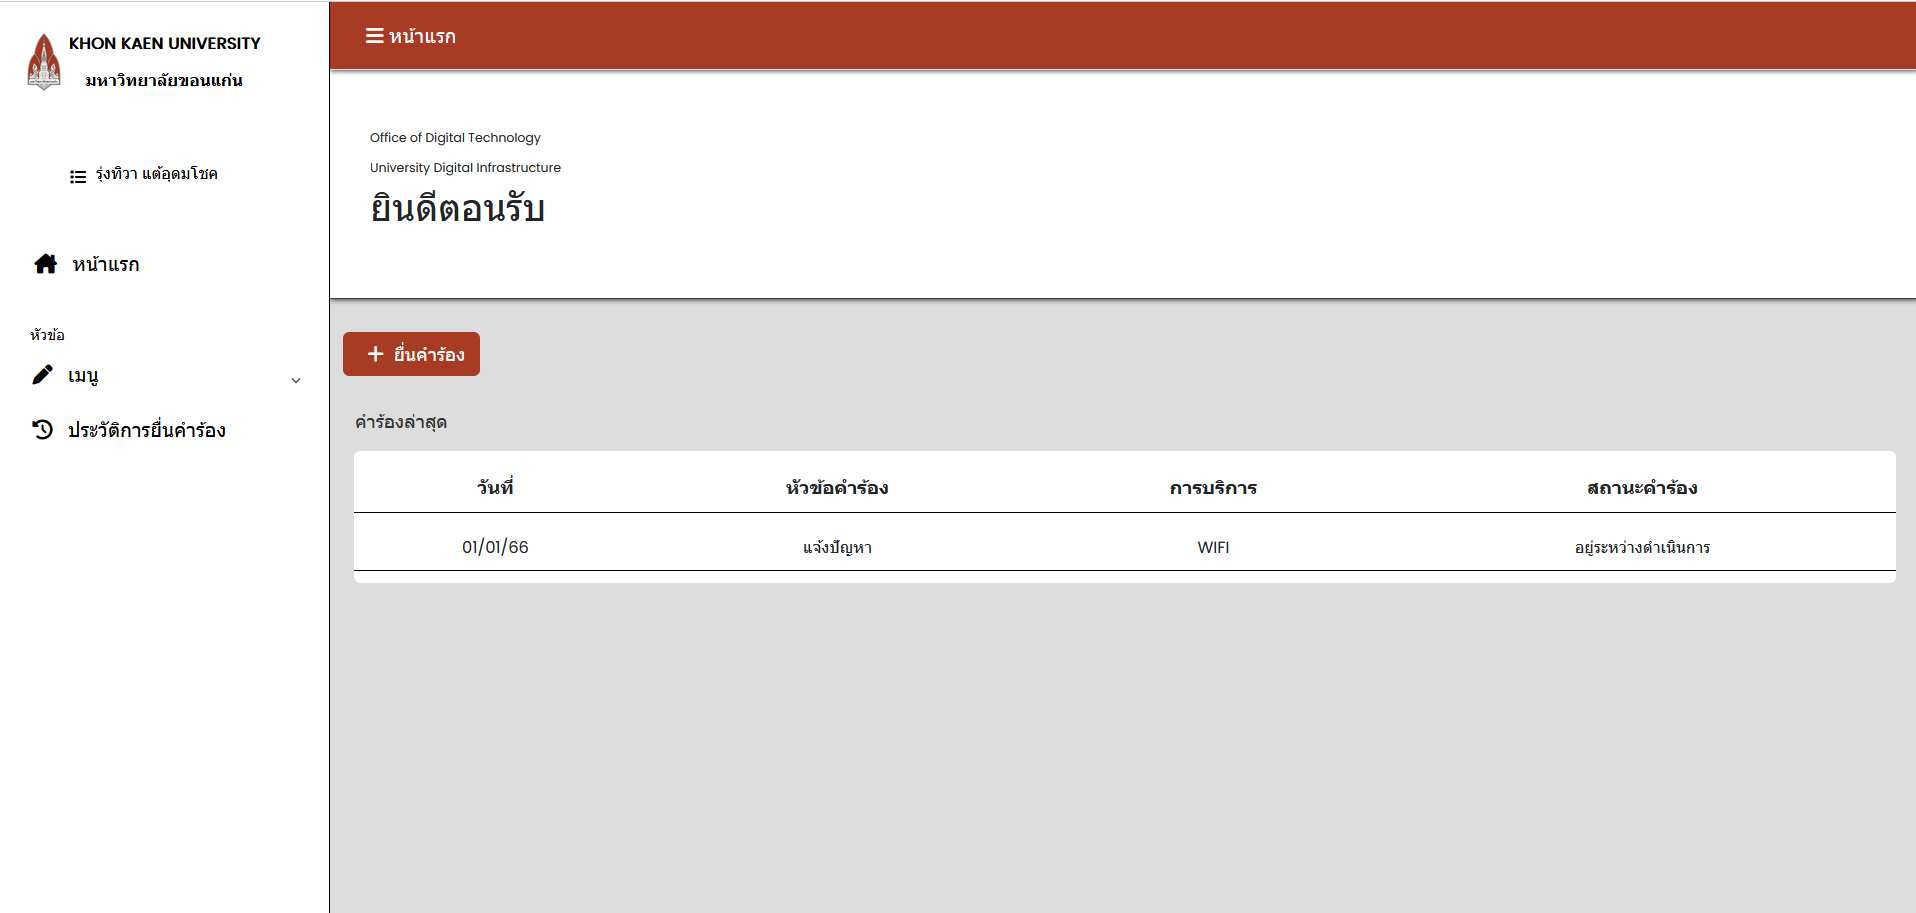 KHON KAEN UNIVERSITY
มหาวิทยาลัยขอนแก่น
รุ่งทิวา แต้อุดมโชค
หน้าแรก
หัวข้อ
เมนู
ประวัติการยื่นคำร้อง
หน้าแรก
Office of Digital Technology
University Digital Infrastructure
ยินดีตอนรับ
ยื่นคำร้อง
คำร้องล่าสุด
วันที่ หัวข้อคำร้อง การบริการ สถานะคำร้อง
01/01/66 แจ้งปัญหา WIFI อยู่ระหว่างดำเนินการ